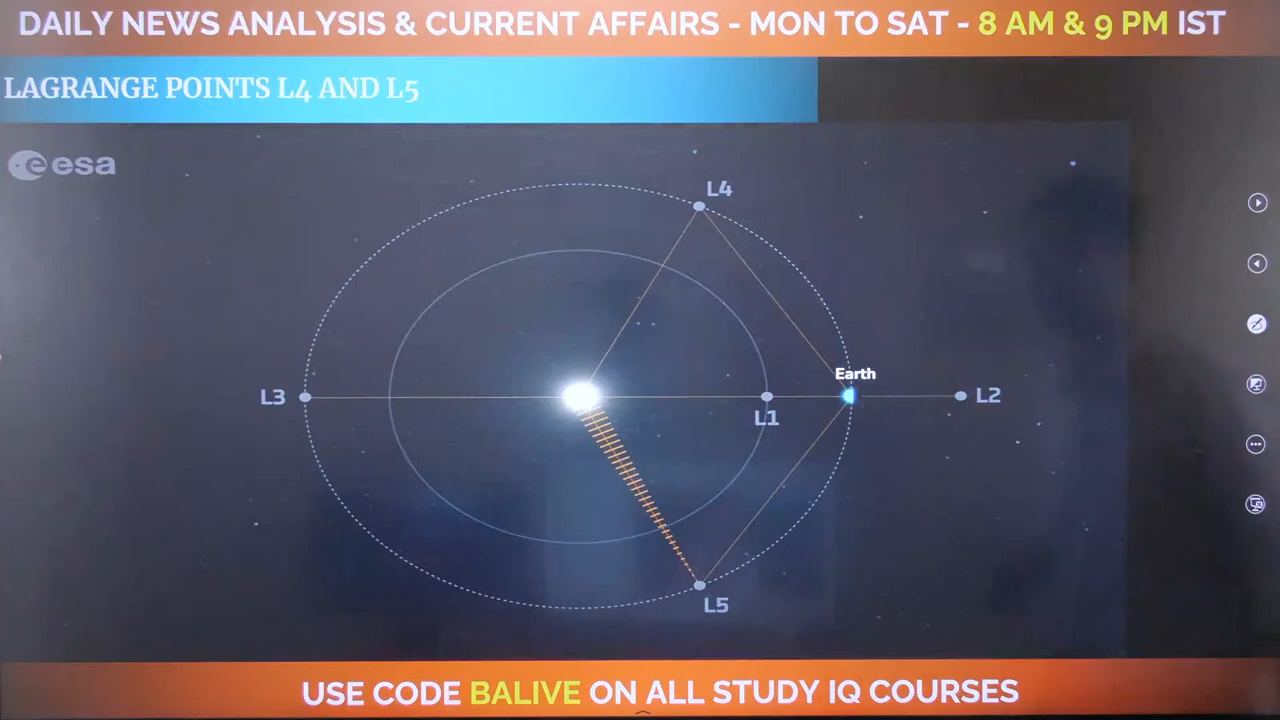 DAILY NEWS ANALYSIS & CURRENT AFFAIRS - MON TO SAT - 8 AM & 9 PM IST
LAGRANGE POINTS L4 AND L5
esa
L4
Earth
L3
L2
L1
L5
USE CODE BALIVE ON ALL STUDY IQ COURSES